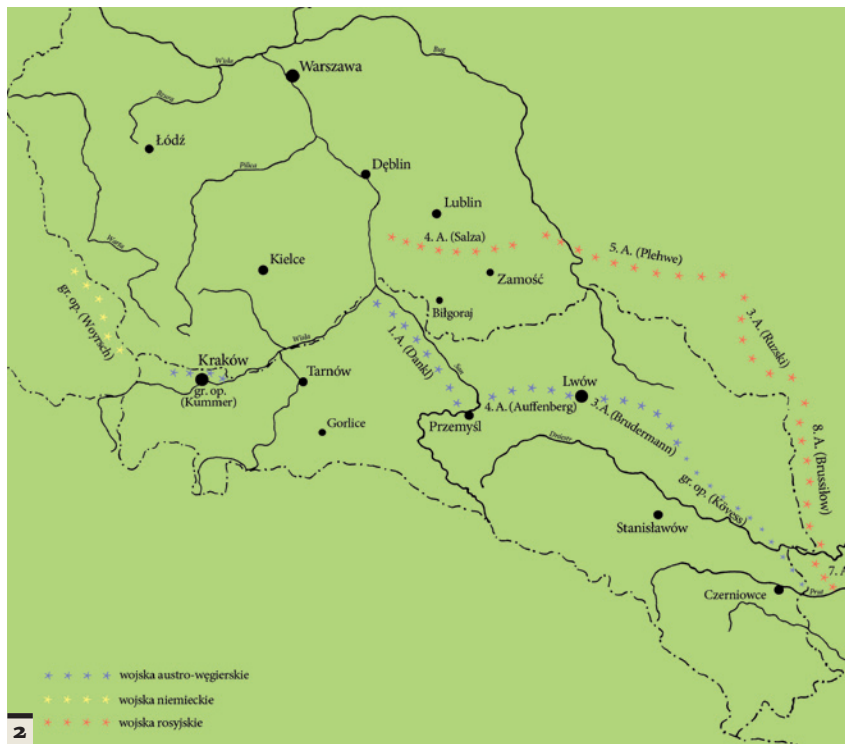 Bug
Wisła
Warszawa
Bzura
Łódź
Dęblin
Pilica
Lublin
4. A. (Salza)
5. A. (Plehwe)
Warta
Kielce
Zamość
gr. op. (Woyrsch)
Biłgoraj
3. A. (Ruzski)
1. A. (Dankl)
Wisła
San
Kraków
gr. op.
(Kummer)
Tarnów
Lwów
4. A. (Auffenberg)
3. A. (Brudermann)
Przemyśl
Gorlice
8. A. (Brussiłow)
Dniestr
gr. op. (Kövess)
Stanisławów
7. A
Prut
Czerniowce
wojska austro-węgierskie
wojska niemieckie
wojska rosyjskie
2